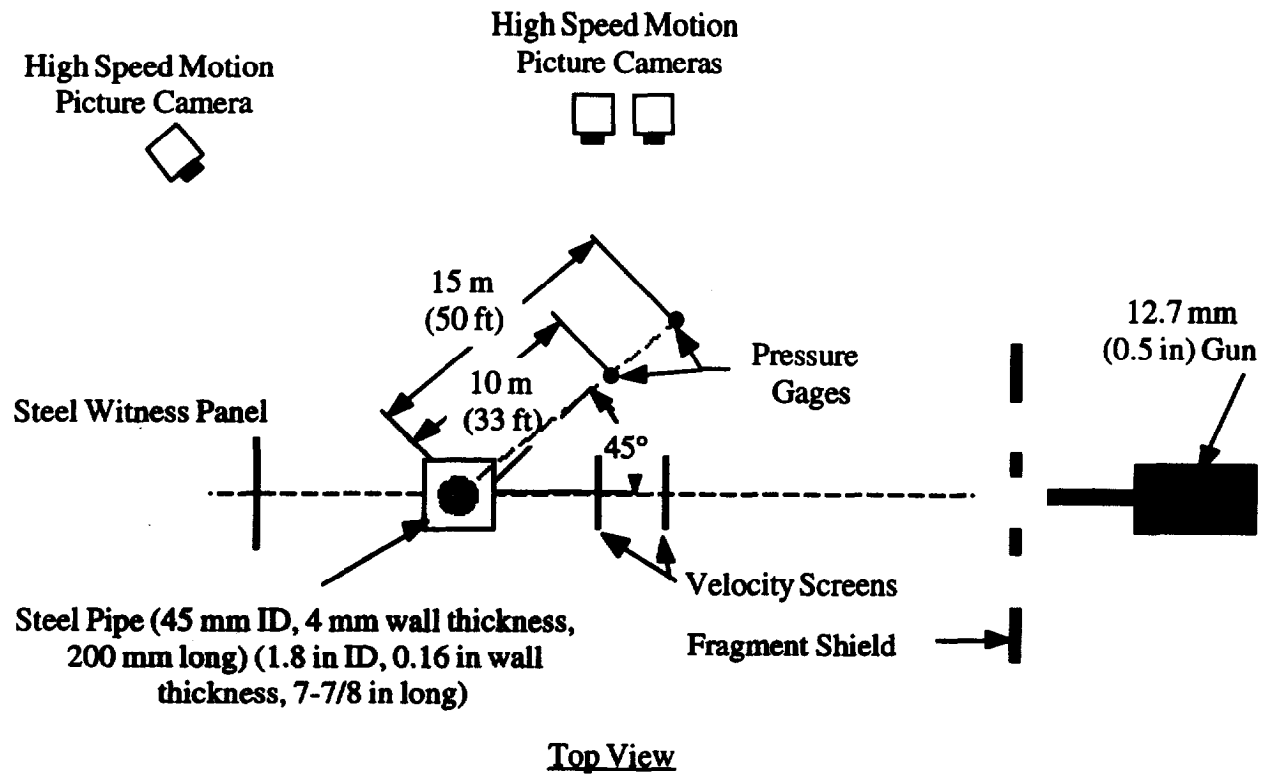 High Speed Motion
Picture Cameras
High Speed Motion
Picture Camera
15 m
(50 ft)
10 m
(33 ft)
45°
Pressure
Gages
12.7 mm
(0.5 in) Gun
Steel Witness Panel
Velocity Screens
Fragment Shield
Steel Pipe (45 mm ID, 4 mm wall thickness,
200 mm long) (1.8 in ID, 0.16 in wall
thickness, 7-7/8 in long)
Top View